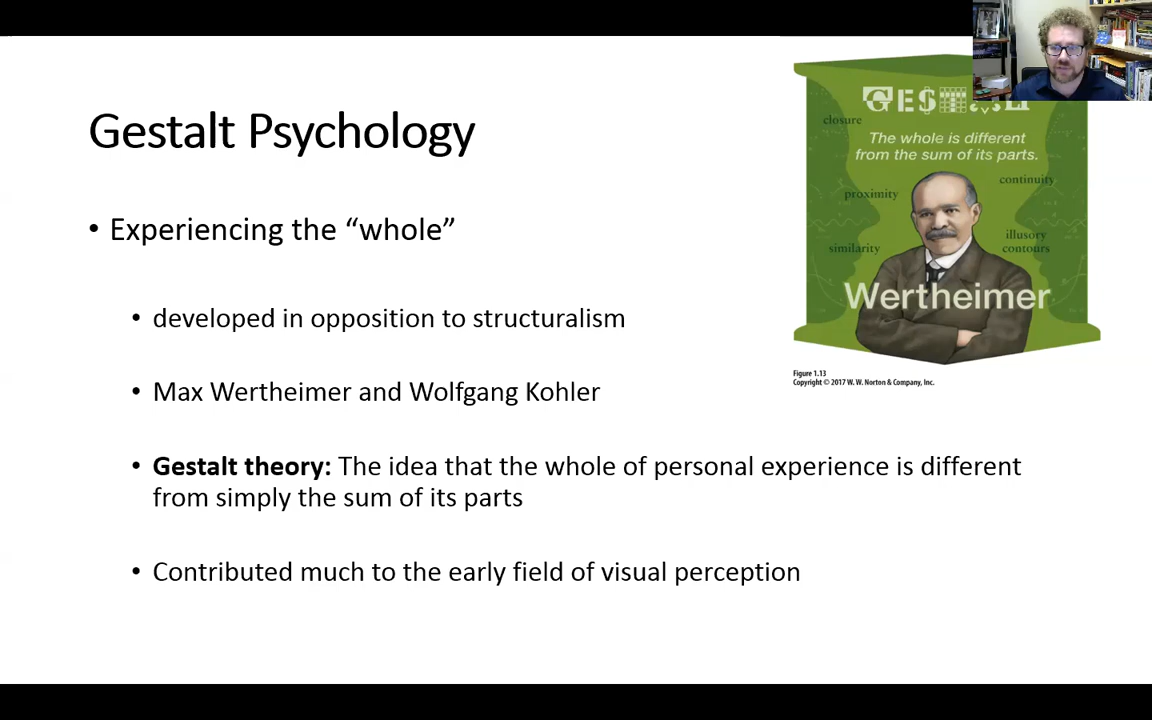 Gestalt Psychology
• Experiencing the “whole”
• developed in opposition to structuralism
• Max Wertheimer and Wolfgang Kohler
• Gestalt theory: The idea that the whole of personal experience is different
from simply the sum of its parts
• Contributed much to the early field of visual perception
closure
The whole is different
from the sum of its parts.
continuity
proximity
illusory
contours
similarity
Wertheimer
Figure 1.13
Copyright © 2017 W. W. Norton & Company, Inc.